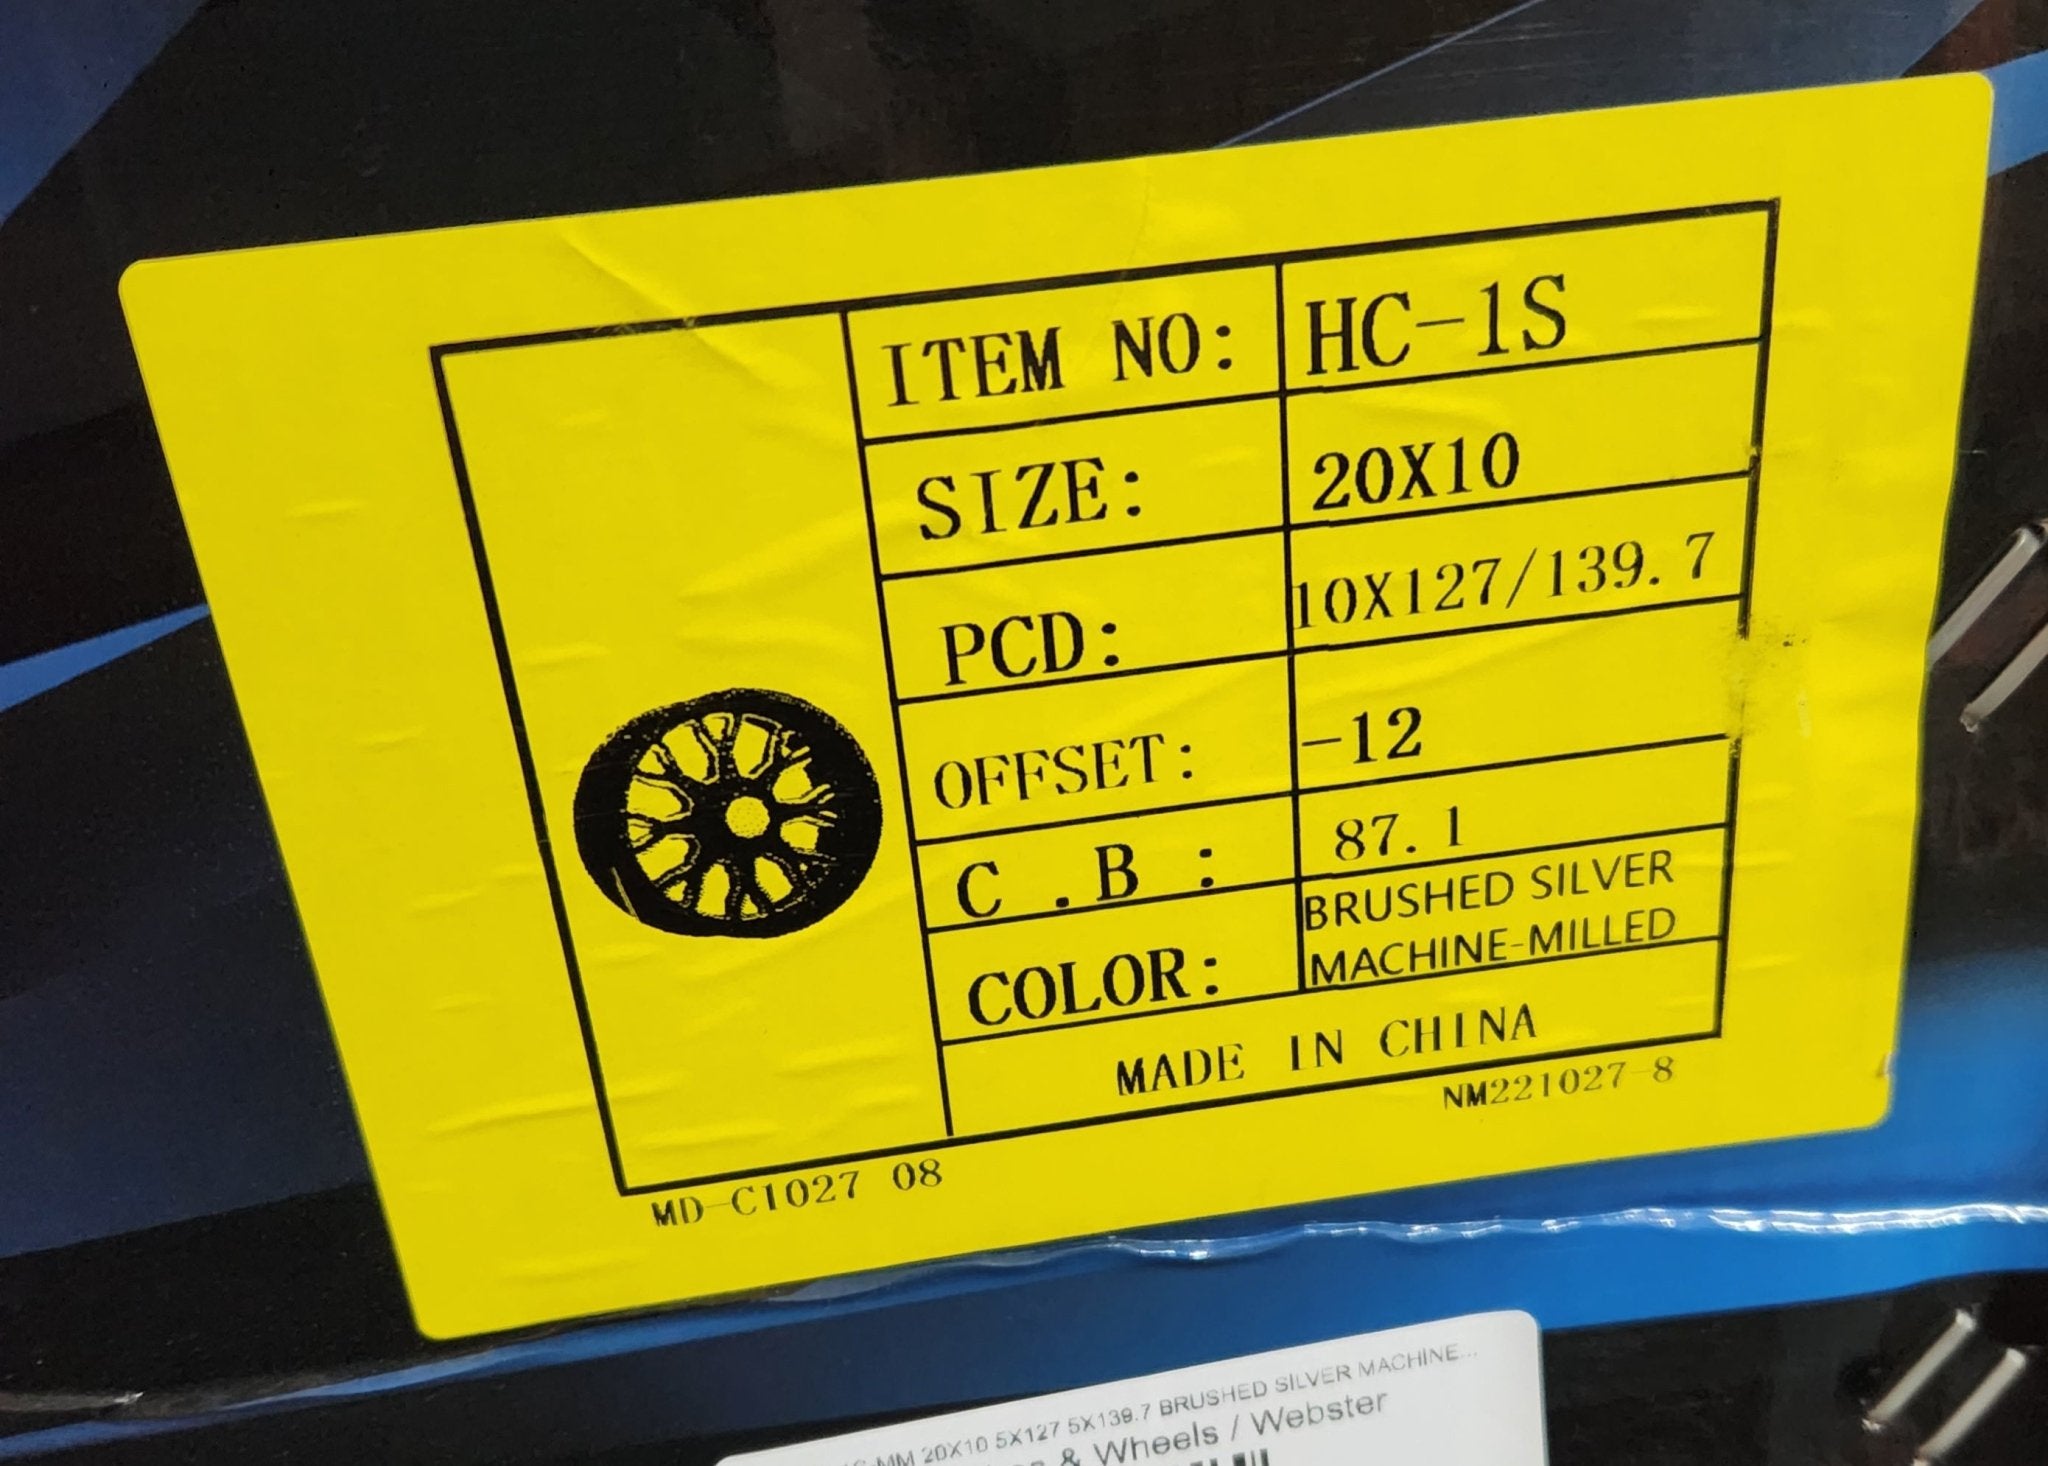 ITEM NO: HC-1S
SIZE: 20X10
PCD: 10X127/139.7
OFFSET: -12
C .B : 87.1
COLOR: BRUSHED SILVER
MACHINE-MILLED
MADE IN CHINA
NM221027-8
MD-C1027 08
20X10 5X127 5X139.7 BRUSHED SILVER MACHINE...
& Wheels / Webster